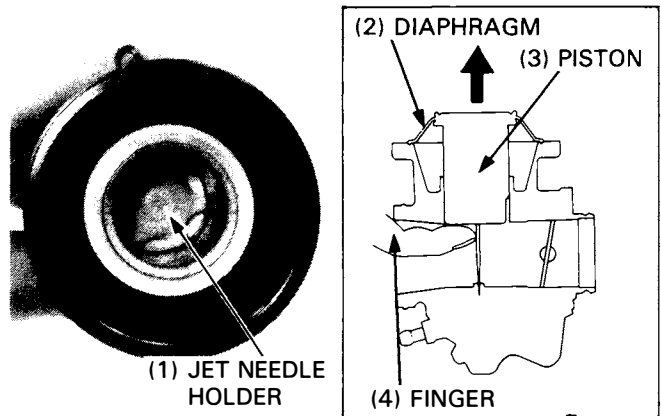 (1) JET NEEDLE
HOLDER
(2) DIAPHRAGM
(3) PISTON
(4) FINGER